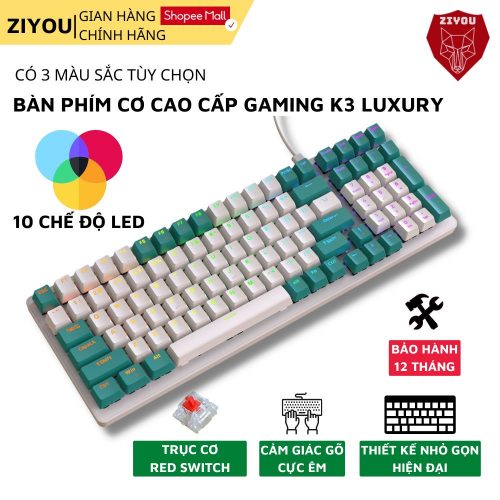 ZIYOU
GIAN HÀNG
CHÍNH HÃNG
Shopee Mall
ZIYOU
CÓ 3 MÀU SẮC TÙY CHỌN
BÀN PHÍM CƠ CAO CẤP GAMING K3 LUXURY
10 CHẾ ĐỘ LED
BẢO HÀNH
12 THÁNG
TRỤC CƠ
RED SWITCH
CẢM GIÁC GÕ
CỰC ÊM
THIẾT KẾ NHỎ GỌN
HIỆN ĐẠI